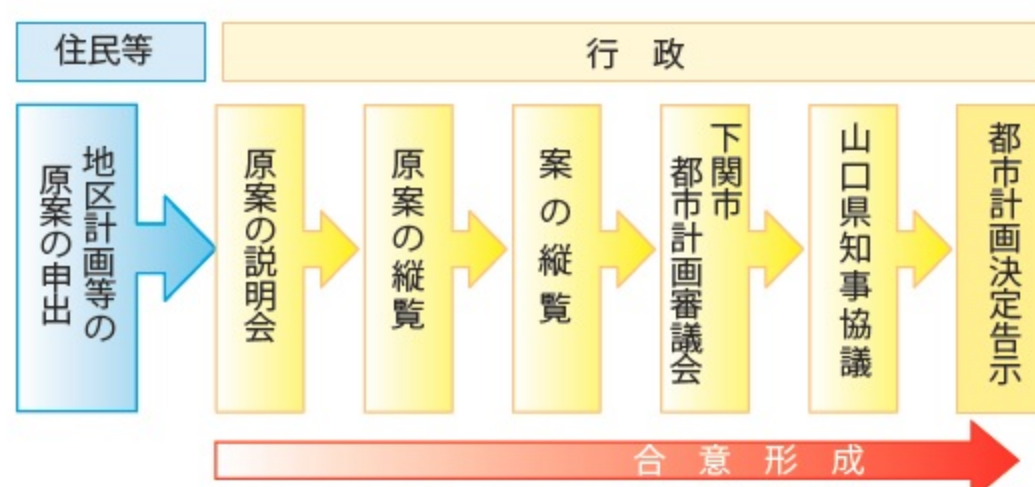 住民等
行政
地区計画等の
原案の申出
原案の説明会
原案の縦覧
案の縦覧
下関市
都市計画審議会
山口県知事協議
都市計画決定告示
合意形成